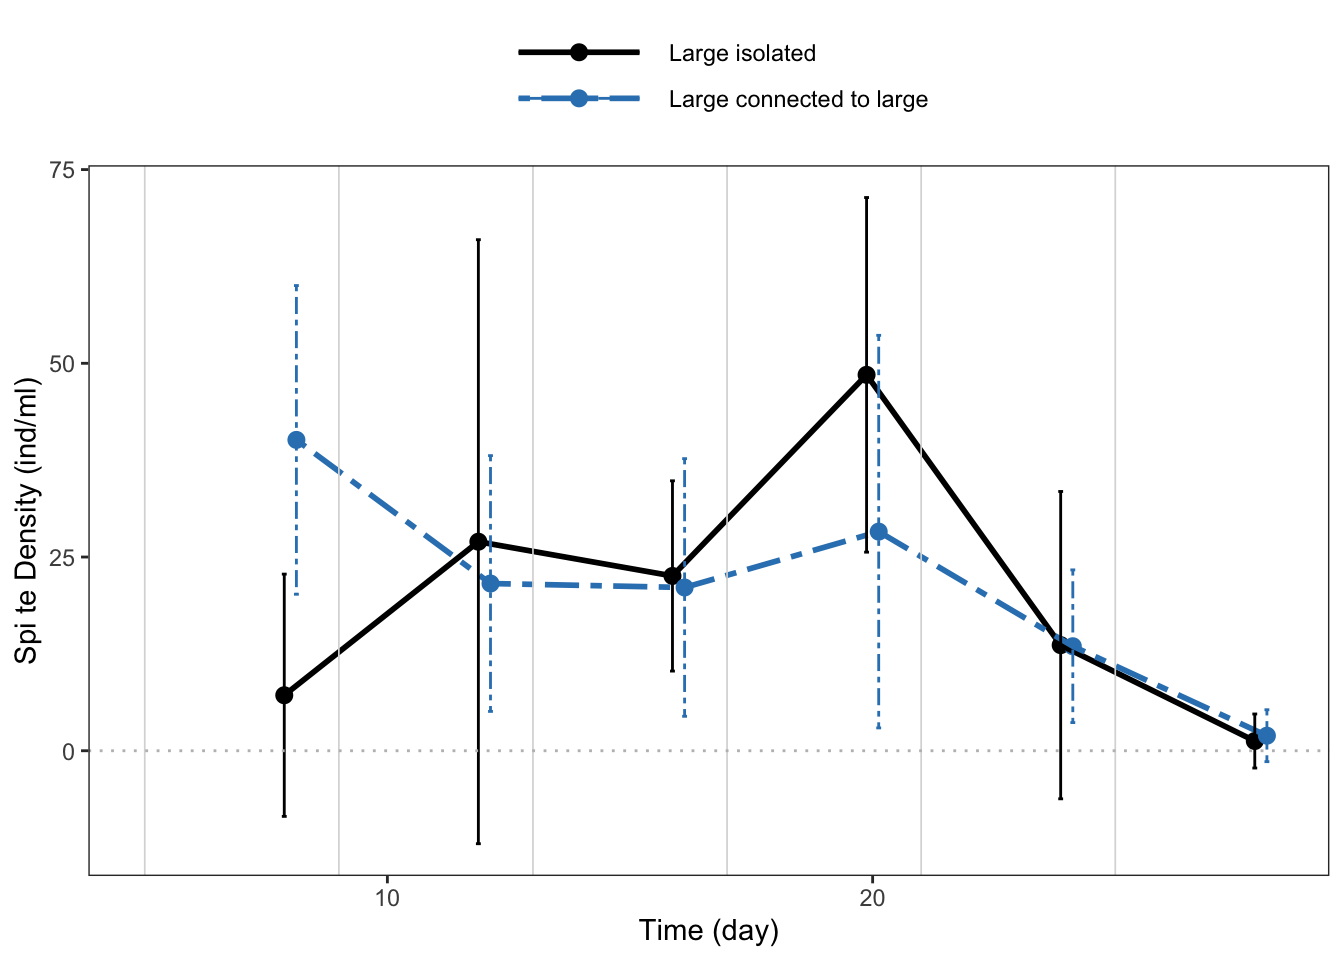 Large isolated
Large connected to large
75
50
25
0
Spi te Density (ind/ml)
10
20
Time (day)